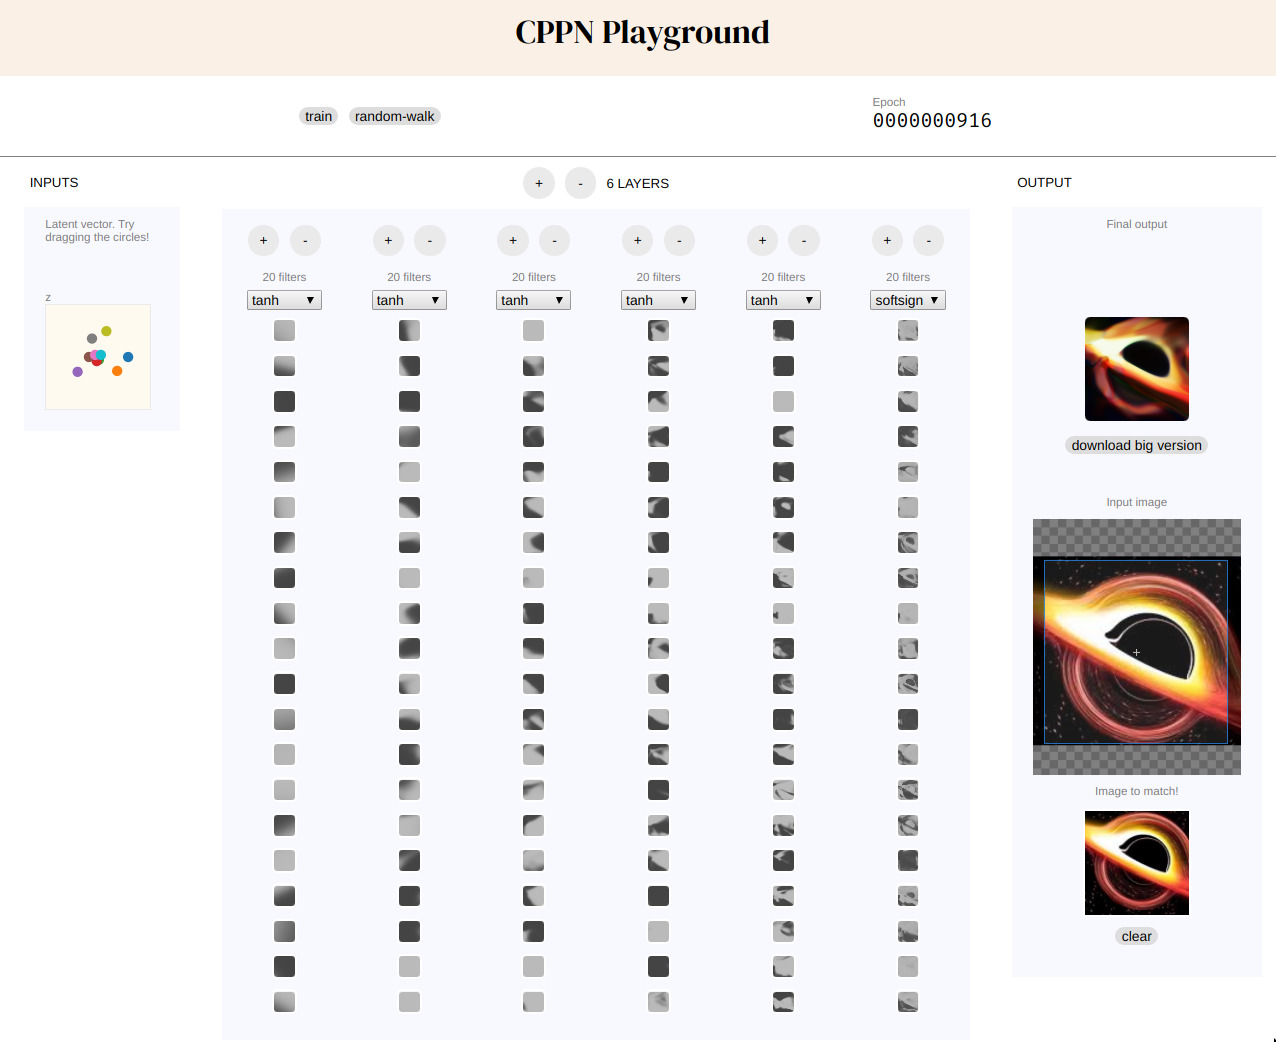 CPPN Playground
train random-walk
Epoch
0000000916
INPUTS
+ - 6 LAYERS
OUTPUT
Latent vector. Try
dragging the circles!
z
+ - + - + - + - + - + -
20 filters 20 filters 20 filters 20 filters 20 filters 20 filters
tanh tanh tanh tanh tanh softsign
Final output
download big version
Input image
Image to match!
clear